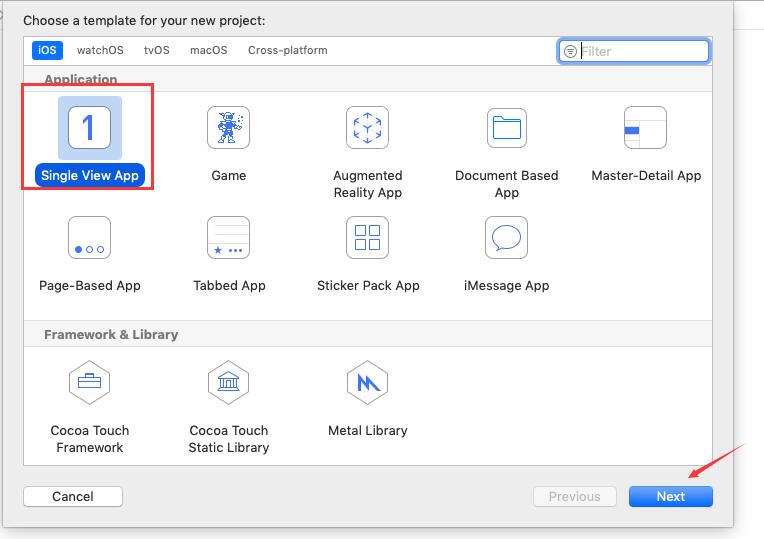 Choose a template for your new project:
iOS watchOS tvOS macOS Cross-platform Filter
Application
1
Single View App Game Augmented Reality App Document Based App Master-Detail App
Page-Based App Tabbed App Sticker Pack App iMessage App
Framework & Library
Cocoa Touch Framework Cocoa Touch Static Library Metal Library
Cancel Previous Next